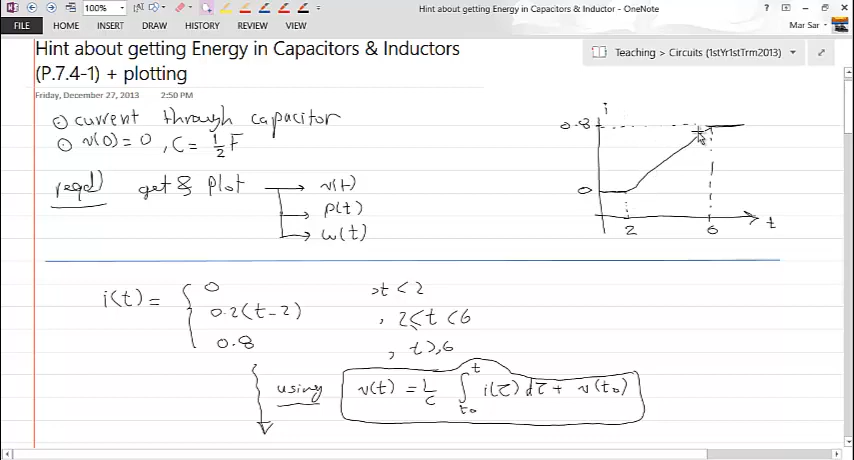 Hint about getting Energy in Capacitors & Inductor - OneNote
100%
FILE HOME INSERT DRAW HISTORY REVIEW VIEW
Mar Sar
Hint about getting Energy in Capacitors & Inductors
(P.7.4-1) + plotting
Teaching > Circuits (1stYr1stTrm2013)
Friday, December 27, 2013 2:50 PM
current through capacitor
v(0)=0 , C = 1/2 F
reqd) get & plot → v(t)
→ p(t)
→ w(t)
i
0.8
0
2 6 t
i(t) = { 0 , t < 2
0.2(t-2) , 2 ≤ t < 6
0.8 , t ≥ 6
using v(t) = 1/C ∫ t0 t i(τ) dτ + v(t0)